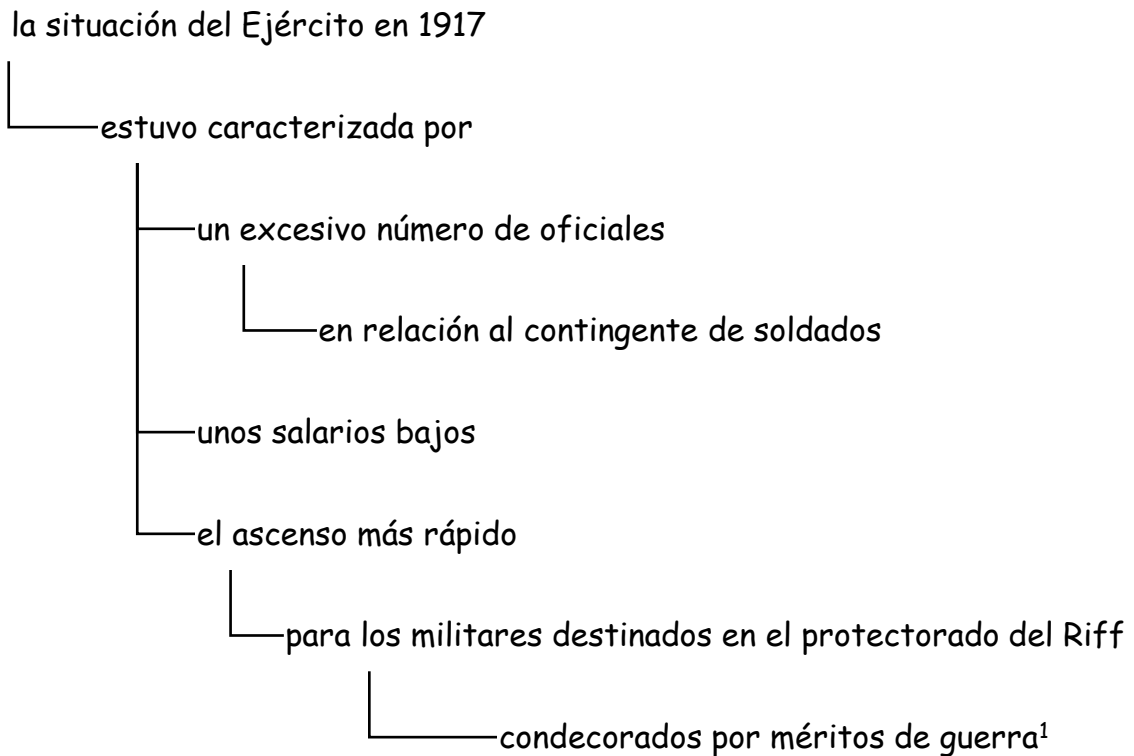 la situación del Ejército en 1917
estuvo caracterizada por
un excesivo número de oficiales
en relación al contingente de soldados
unos salarios bajos
el ascenso más rápido
para los militares destinados en el protectorado del Riff
condecorados por méritos de guerra¹